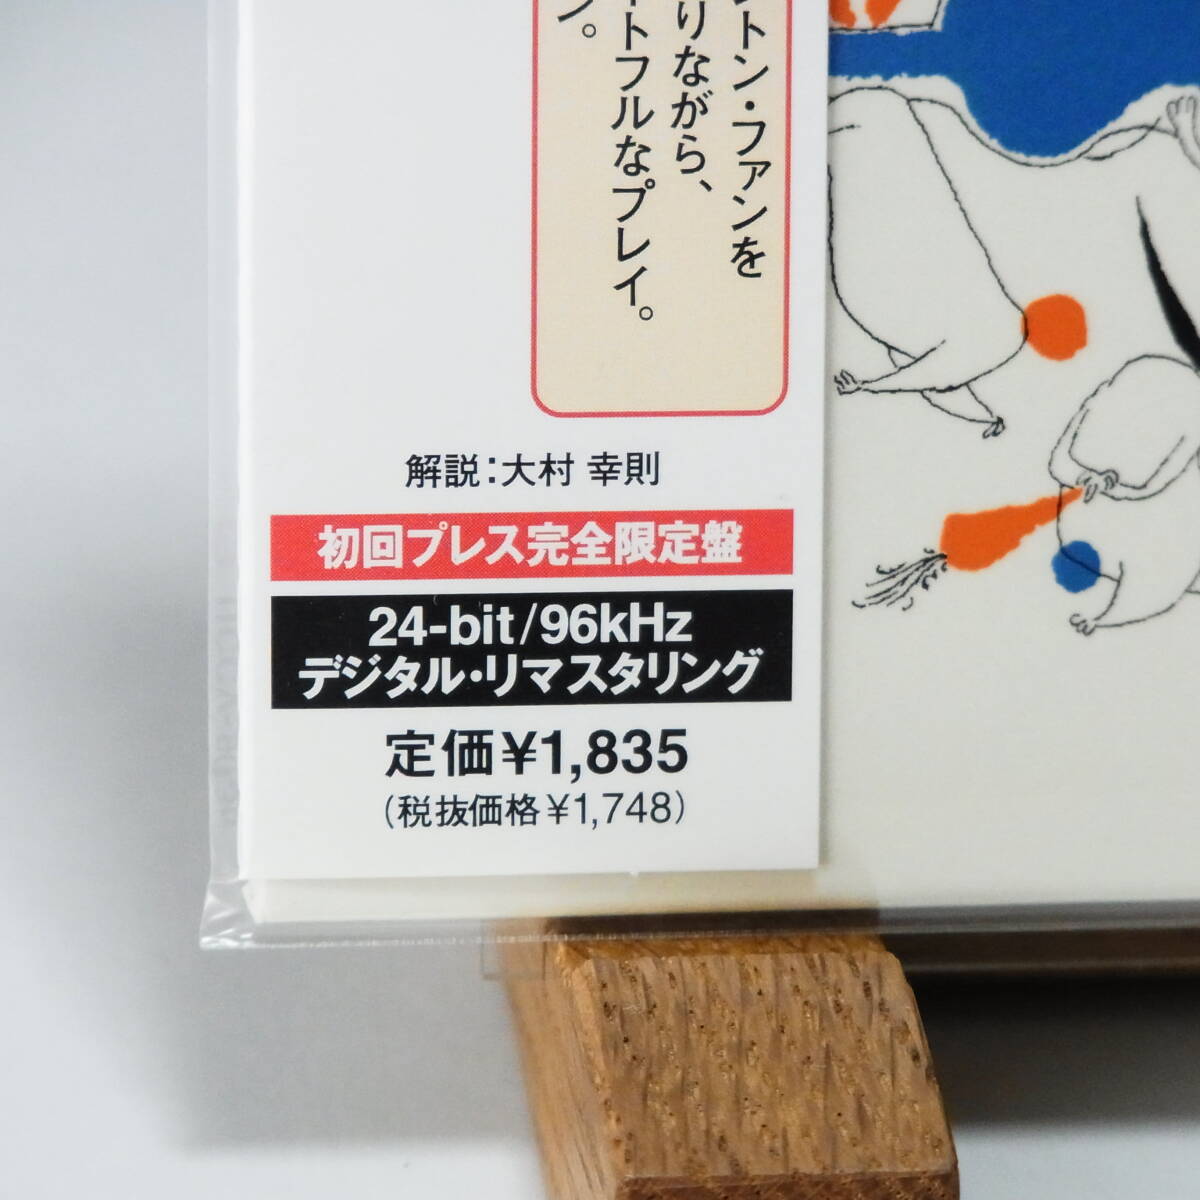 ントン・ファンを
りながら、
ートフルなプレイ。
ン。
解説：大村 幸則
初回プレス完全限定盤
24-bit/96kHz
デジタル・リマスタリング
定価¥1,835
（税抜価格¥1,748）